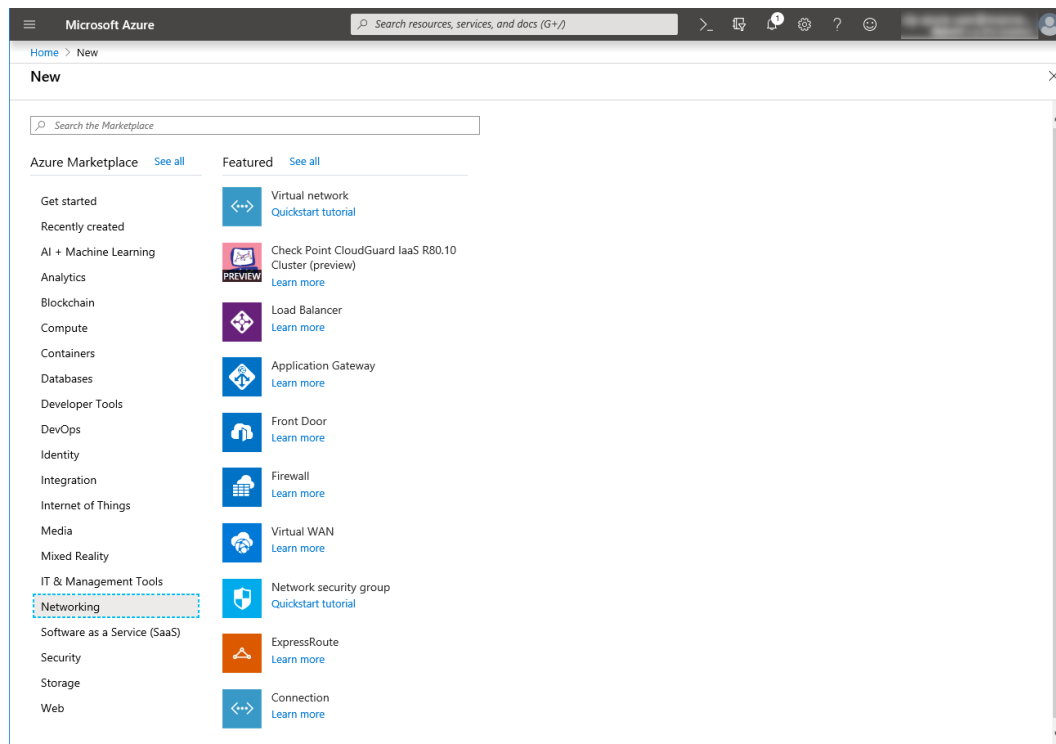 Microsoft Azure
Search resources, services, and docs (G+/)
1
Home > New
New
Search the Marketplace
Azure Marketplace See all
Featured See all
Get started
Recently created
AI + Machine Learning
Analytics
Blockchain
Compute
Containers
Databases
Developer Tools
DevOps
Identity
Integration
Internet of Things
Media
Mixed Reality
IT & Management Tools
Networking
Software as a Service (SaaS)
Security
Storage
Web
Virtual network
Quickstart tutorial
PREVIEW
Check Point CloudGuard IaaS R80.10
Cluster (preview)
Learn more
Load Balancer
Learn more
Application Gateway
Learn more
Front Door
Learn more
Firewall
Learn more
Virtual WAN
Learn more
Network security group
Quickstart tutorial
ExpressRoute
Learn more
Connection
Learn more